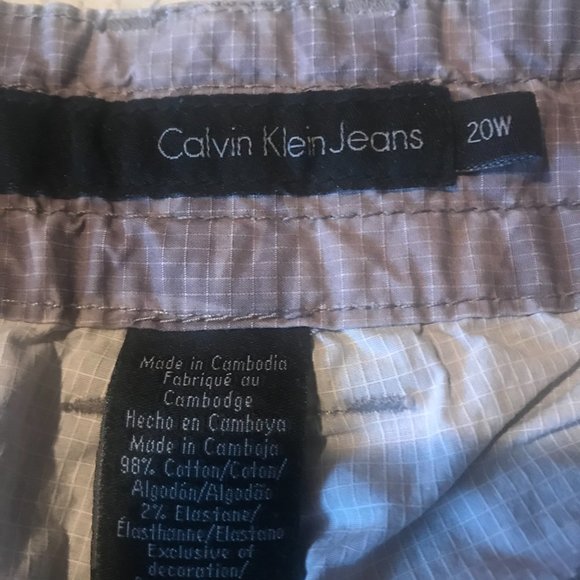 Calvin Klein Jeans
20W
Made in Cambodia
Fabriqué au
Cambodge
Hecho en Camboya
Made in Camboja
98% Cotton/Coton/
Algodón/Algodão
2% Elastane/
Élasthanne/Elastano
Exclusive of
decoration/